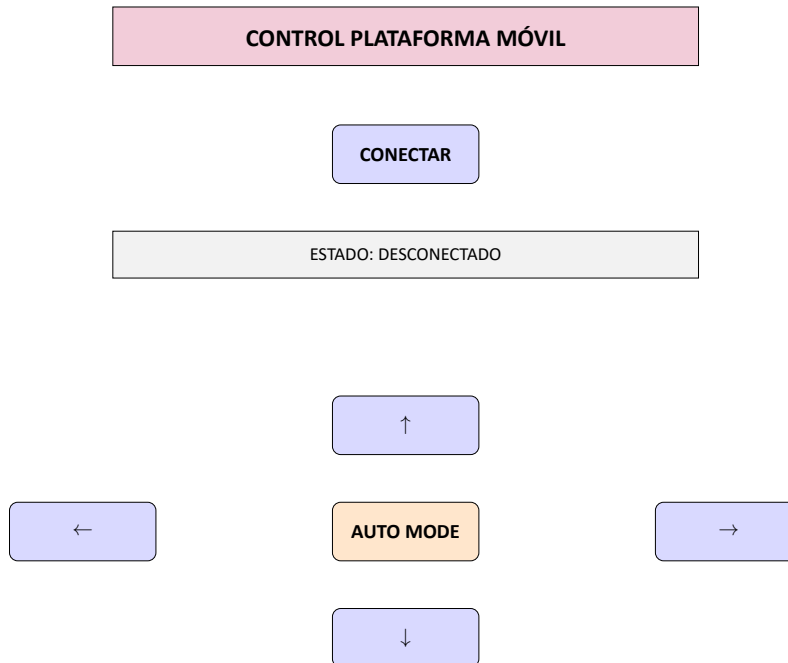 CONTROL PLATAFORMA MÓVIL
CONECTAR
ESTADO: DESCONECTADO
↑
← AUTO MODE →
↓